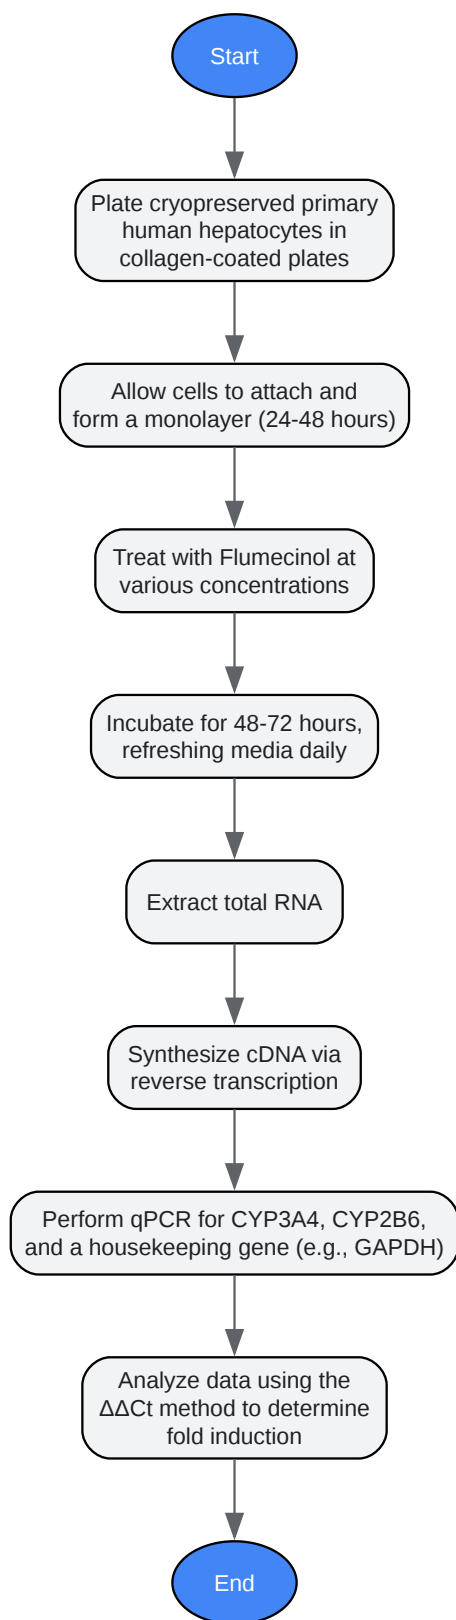 Start
Plate cryopreserved primary
human hepatocytes in
collagen-coated plates
Allow cells to attach and
form a monolayer (24-48 hours)
Treat with Flumecinol at
various concentrations
Incubate for 48-72 hours,
refreshing media daily
Extract total RNA
Synthesize cDNA via
reverse transcription
Perform qPCR for CYP3A4, CYP2B6,
and a housekeeping gene (e.g., GAPDH)
Analyze data using the
ΔΔCt method to determine
fold induction
End